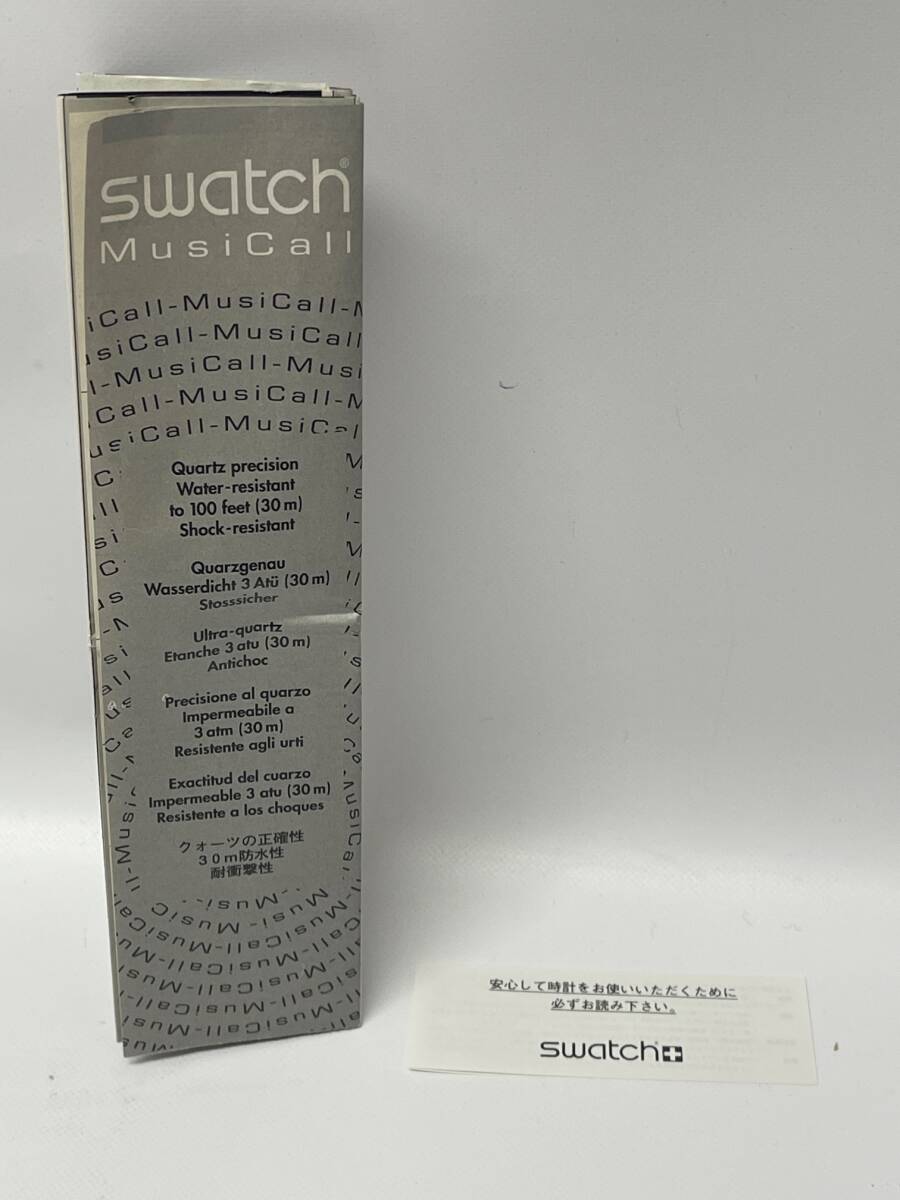 swatch®
MusiCall
iCall-MusiCall-M
usiCall-MusiCall
ll-MusiCall-Musi
Call-MusiCall-M
usiCall-MusiC
Quartz precision
Water-resistant
to 100 feet (30 m)
Shock-resistant
Quarzgenau
Wasserdicht 3 Atü (30 m)
Stosssicher
Ultra-quartz
Etanche 3 atu (30 m)
Antichoc
Precisione al quarzo
Impermeabile a
3 atm (30 m)
Resistente agli urti
Exactitud del cuarzo
Impermeable 3 atu (30 m)
Resistente a los choques
クォーツの正確性
30m防水性
耐衝撃性
安心して時計をお使いいただくために
必ずお読み下さい。
swatch